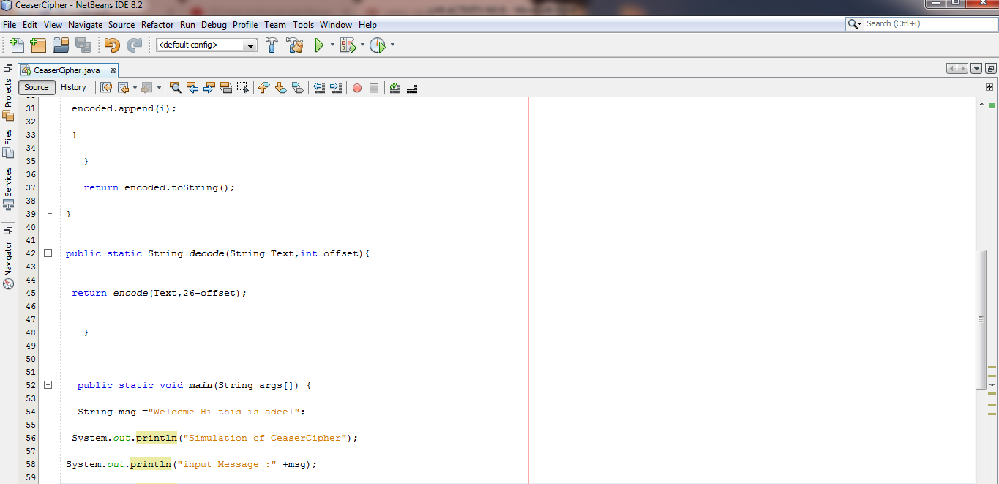 CeaserCipher - NetBeans IDE 8.2
File Edit View Navigate Source Refactor Run Debug Profile Team Tools Window Help
Search (Ctrl+I)
<default config>
CeaserCipher.java
Source History
Projects
Files
Services
Navigator
31 encoded.append(i);
32
33 }
34
35 }
36
37 return encoded.toString();
38
39 }
40
41
42 public static String decode(String Text,int offset){
43
44
45 return encode(Text,26-offset);
46
47
48 }
49
50
51
52 public static void main(String args[]) {
53
54 String msg ="Welcome Hi this is adeel";
55
56 System.out.println("Simulation of CeaserCipher");
57
58 System.out.println("input Message :" +msg);
59